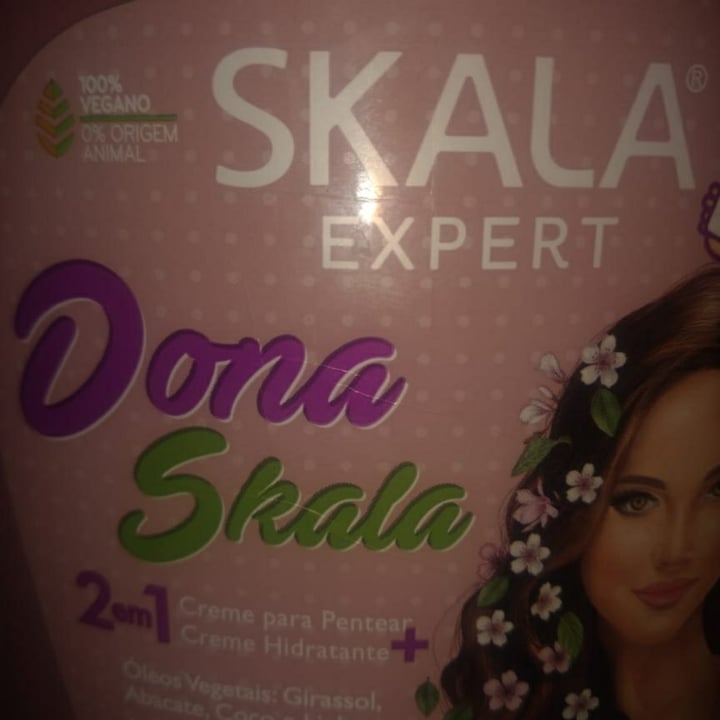 100%
VEGANO
0% ORIGEM
ANIMAL
SKALA®
EXPERT
Dona
Skala
2em1 Creme para Pentear
Creme Hidratante +
Óleos Vegetais: Girassol,
Abacate, Coco